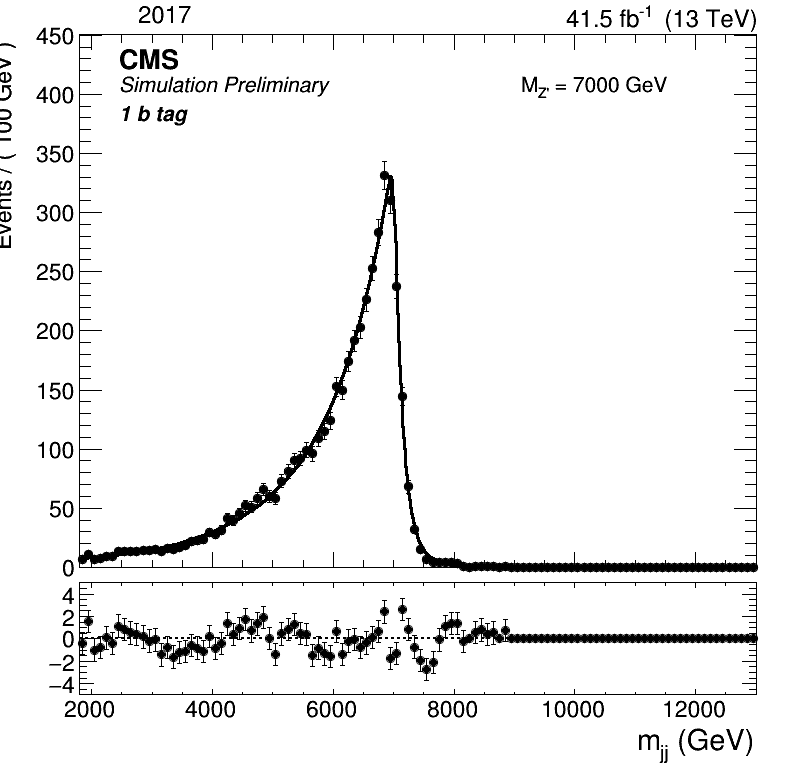 2017 41.5 fb-1 (13 TeV)
CMS
Simulation Preliminary
1 b tag
MZ' = 7000 GeV
Events / ( 100 GeV )
450
400
350
300
250
200
150
100
50
0
4
2
0
−2
−4
2000 4000 6000 8000 10000 12000
mjj (GeV)